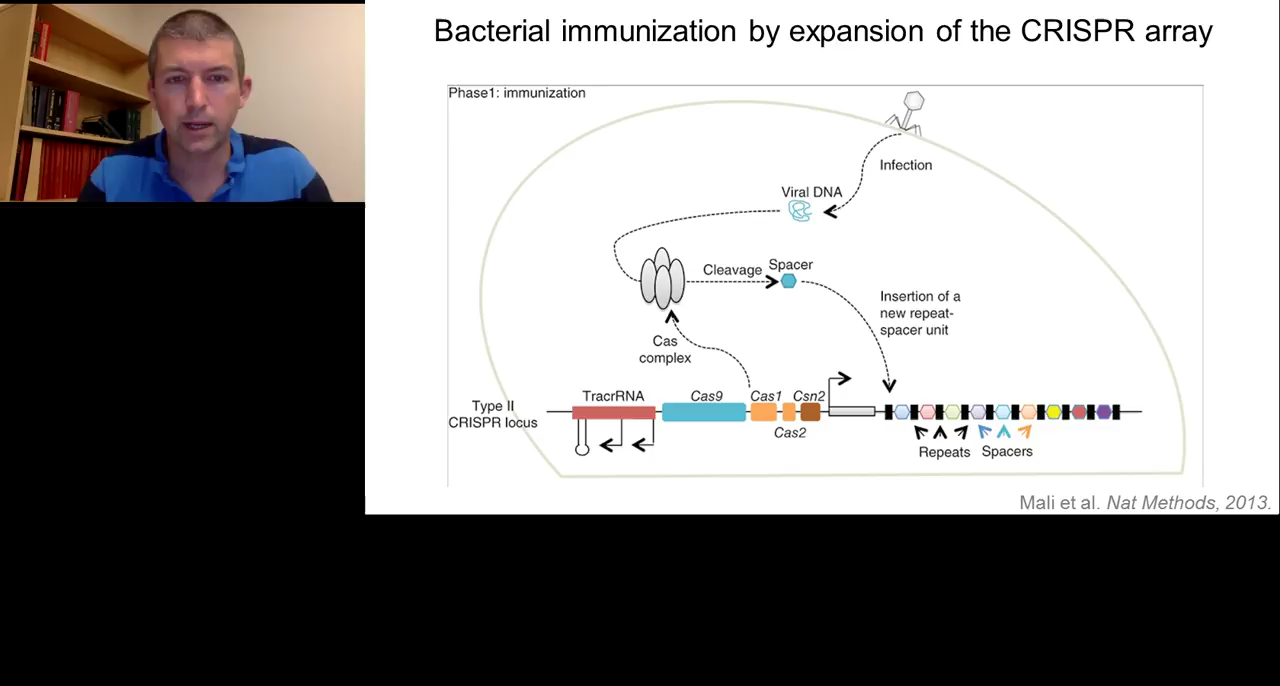 Bacterial immunization by expansion of the CRISPR array
Phase1: immunization
Infection
Viral DNA
Cleavage
Spacer
Insertion of a
new repeat-
spacer unit
Cas
complex
Type II
CRISPR locus
TracrRNA
Cas9
Cas1
Csn2
Cas2
Repeats
Spacers
Mali et al. Nat Methods, 2013.